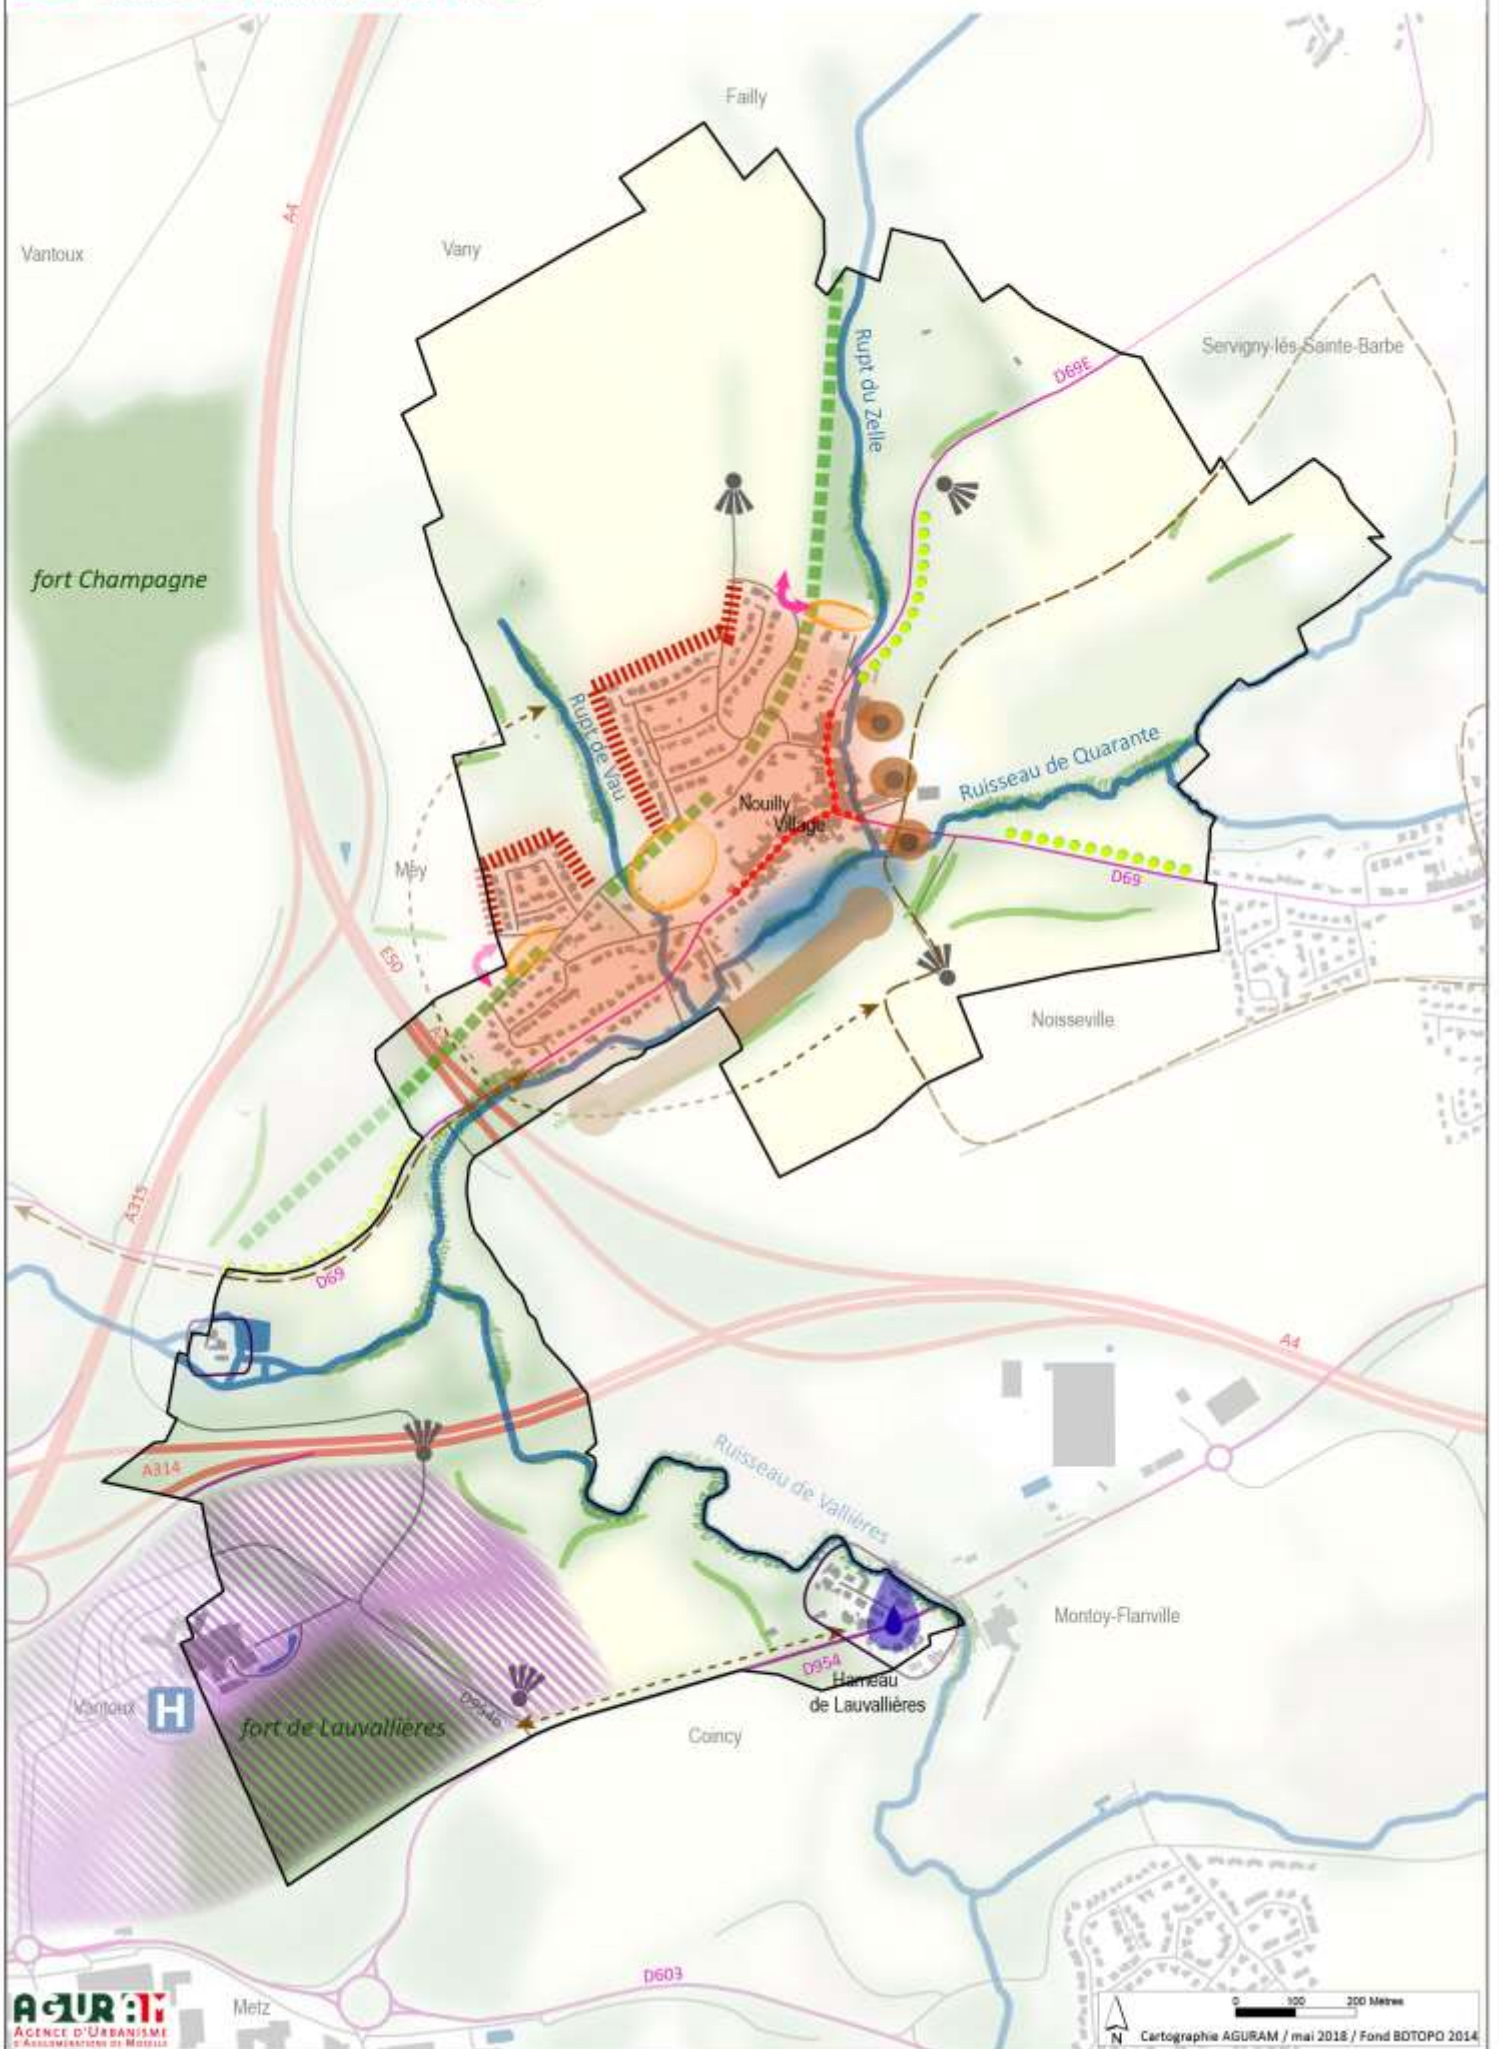 Failly
A4
Vantoux
Vany
Servigny-lés-Sainte-Barbe
Rupt du Zelle
D69E
fort Champagne
Rupt de Vau
Ruisseau de Quarante
Nouilly
Village
Mey
D69
E50
Noisseville
A315
D69
A4
Ruisseau de Vallières
A314
Montoy-Flanville
D954
Hameau
de Lauvallières
Vantoux
H
D954b
fort de Lauvallières
Coincy
D603
Metz
AGURAM
AGENCE D'URBANISME
D'AGGLOMÉRATIONS DE MOSELLE
0 100 200 Mètres
N
Cartographie AGURAM / mai 2018 / Fond BDTOPO 2014